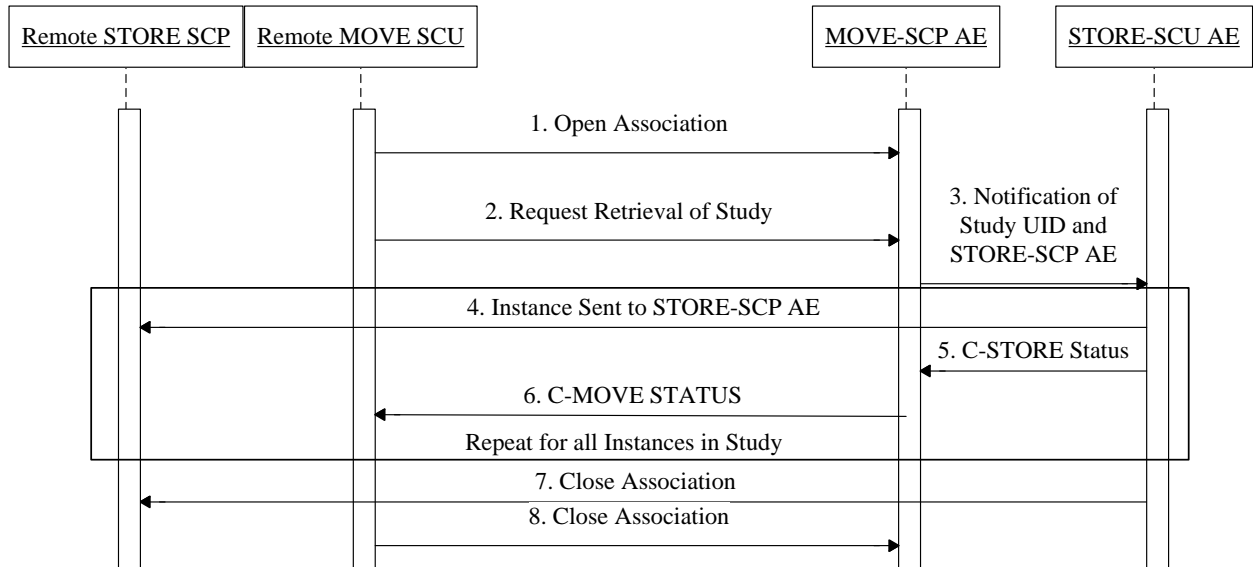 Remote STORE SCP
Remote MOVE SCU
MOVE-SCP AE
STORE-SCU AE
1. Open Association
2. Request Retrieval of Study
3. Notification of
Study UID and
STORE-SCP AE
4. Instance Sent to STORE-SCP AE
5. C-STORE Status
6. C-MOVE STATUS
Repeat for all Instances in Study
7. Close Association
8. Close Association